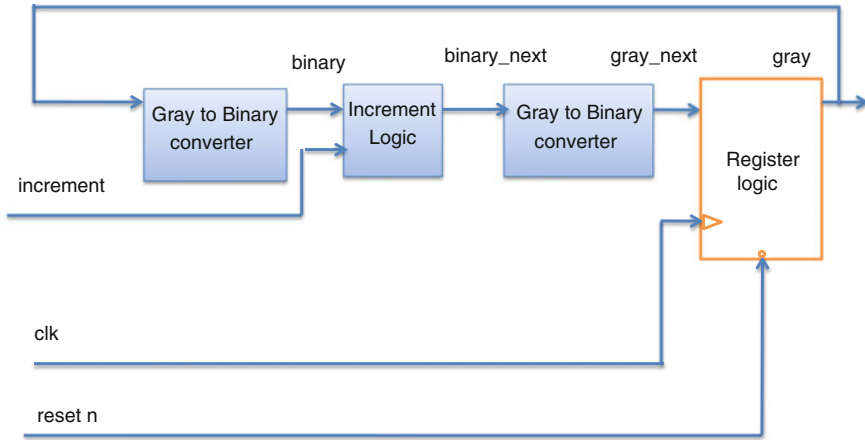 binary
binary_next
gray_next
gray
Gray to Binary
converter
Increment
Logic
Gray to Binary
converter
Register
logic
increment
clk
reset n